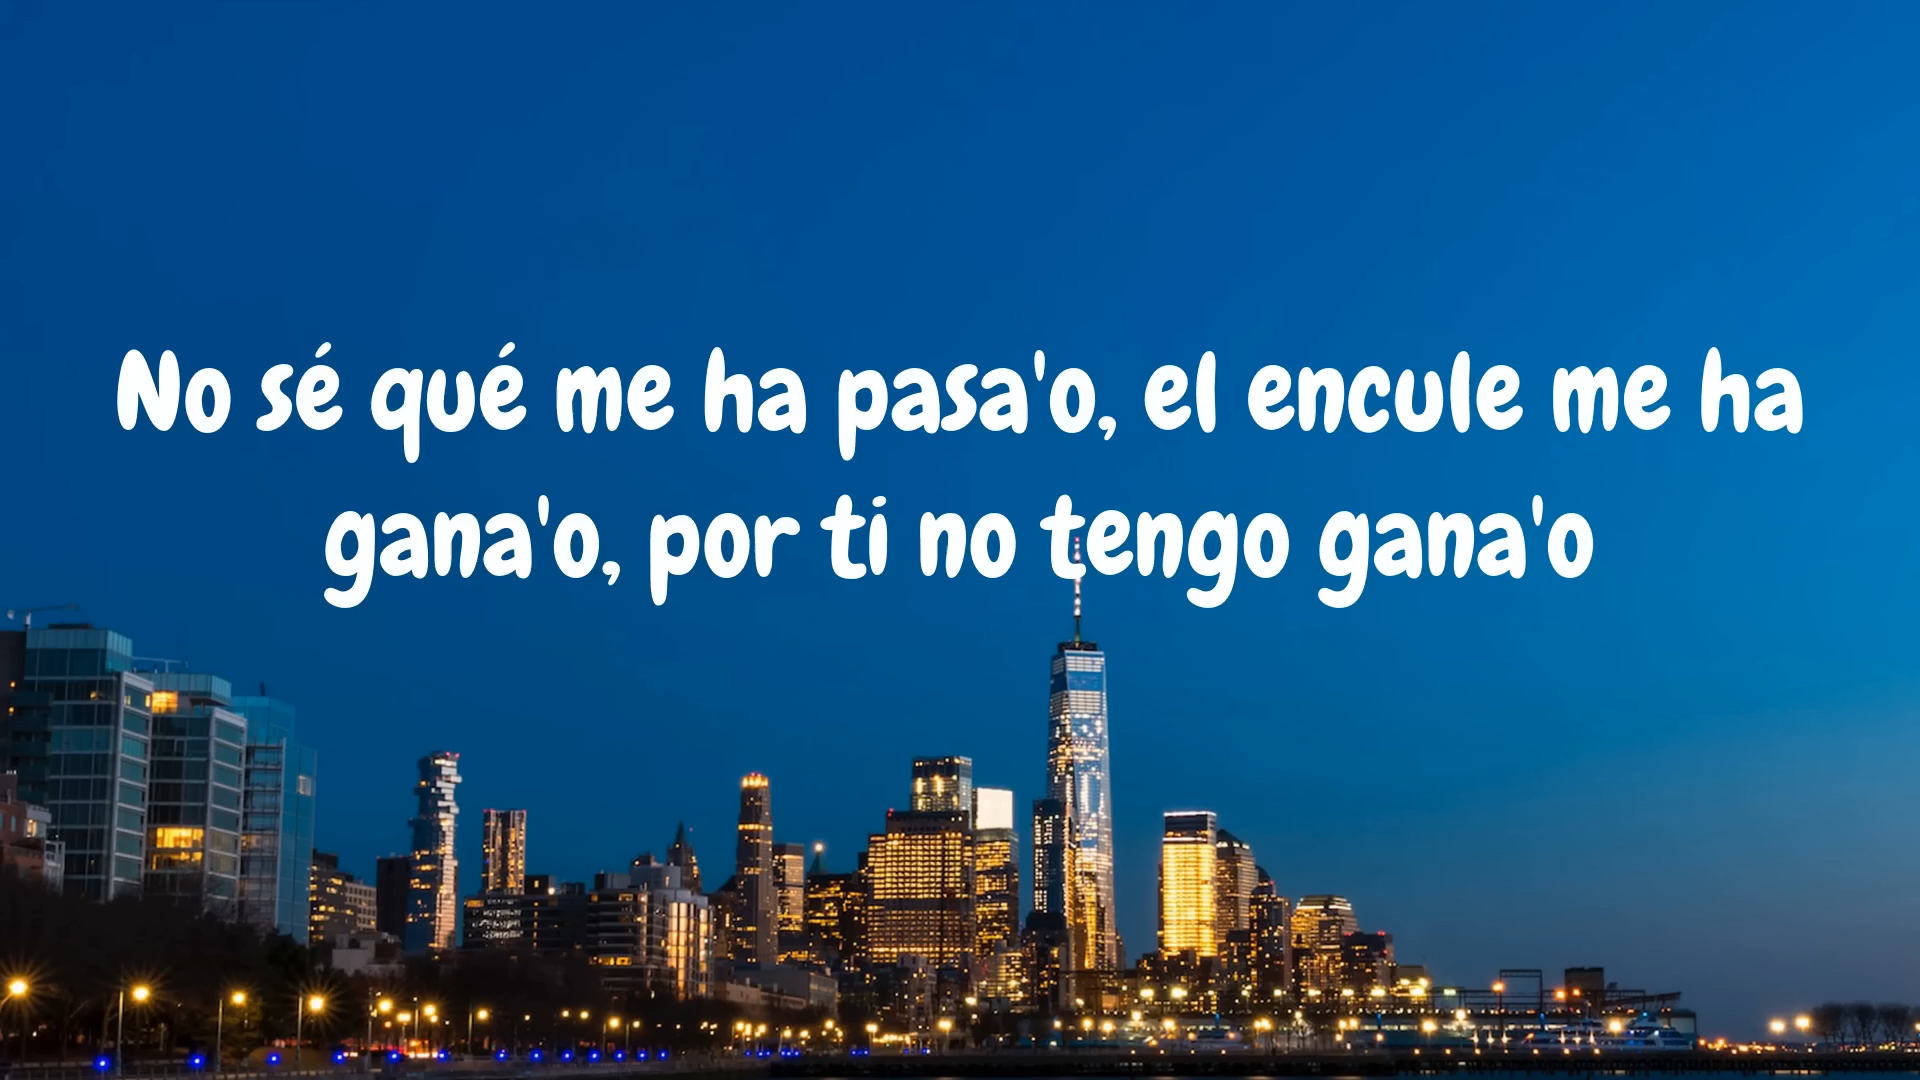 No sé qué me ha pasa'o, el encule me ha
gana'o, por ti no tengo gana'o